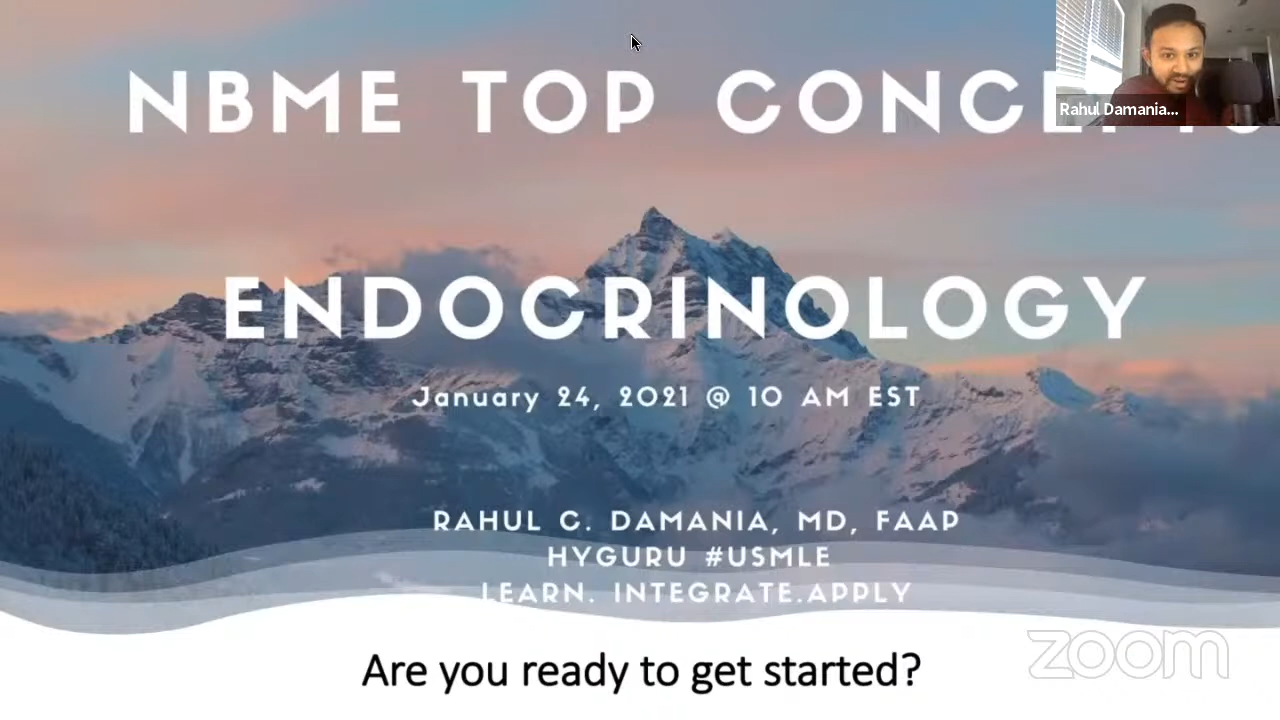 NBME TOP
Rahul Damania...
ENDOCRINOLOGY
January 24, 2021 @ 10 AM EST
RAHUL C. DAMANIA, MD, FAAP
HYGURU #USMLE
LEARN. INTEGRATE.APPLY
Are you ready to get started?
zoom